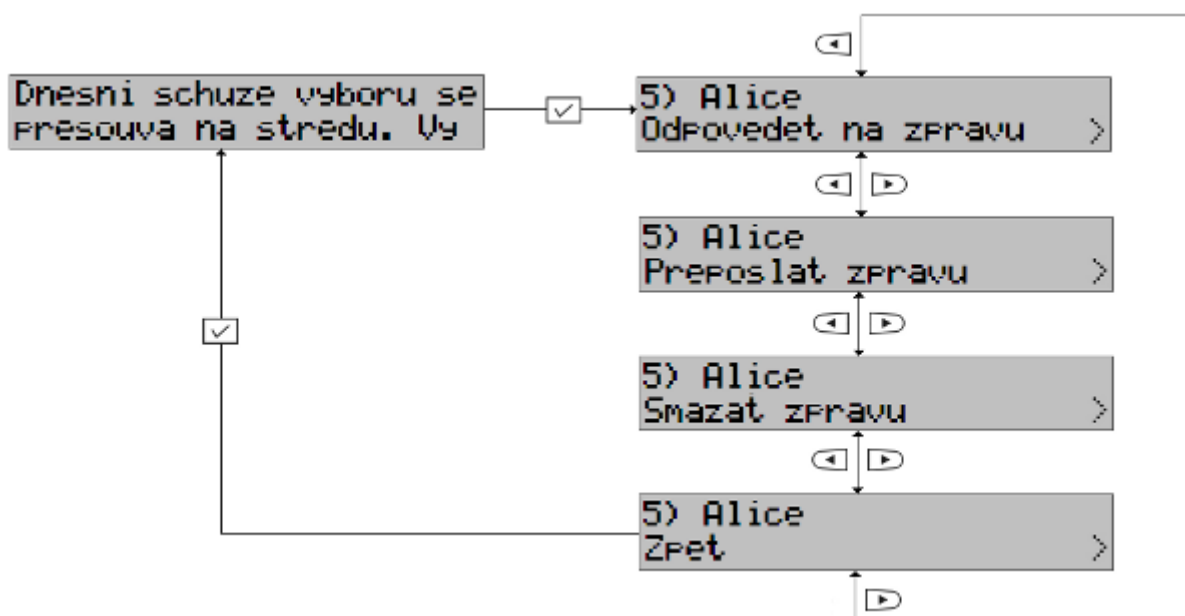 Dnesni schuze vyboru se
presouva na stredu. Vy
5) Alice
Odpovedet na zpravu >
5) Alice
Preposlat zpravu >
5) Alice
Smazat zpravu >
5) Alice
Zpet >